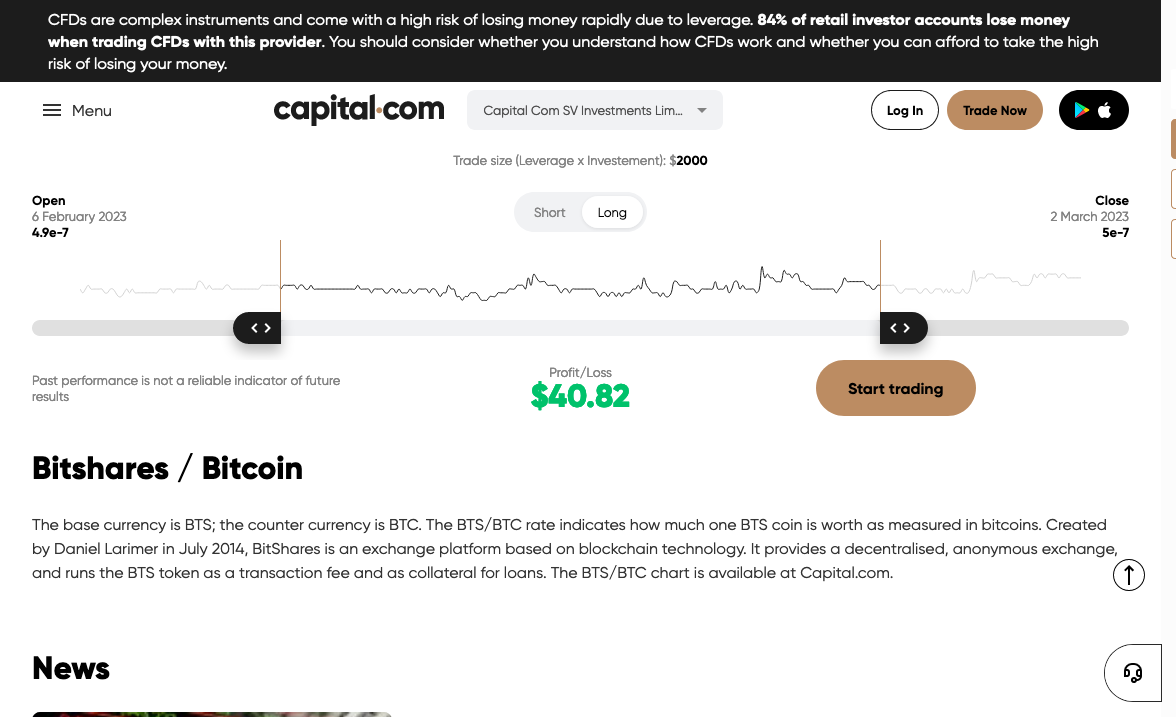 CFDs are complex instruments and come with a high risk of losing money rapidly due to leverage. 84% of retail investor accounts lose money
when trading CFDs with this provider. You should consider whether you understand how CFDs work and whether you can afford to take the high
risk of losing your money.
Menu
capital.com
Capital Com SV Investments Lim...
Log In
Trade Now
Trade size (Leverage x Investement): $2000
Open
6 February 2023
4.9e-7
Short
Long
Close
2 March 2023
5e-7
Past performance is not a reliable indicator of future
results
Profit/Loss
$40.82
Start trading
Bitshares / Bitcoin
The base currency is BTS; the counter currency is BTC. The BTS/BTC rate indicates how much one BTS coin is worth as measured in bitcoins. Created
by Daniel Larimer in July 2014, BitShares is an exchange platform based on blockchain technology. It provides a decentralised, anonymous exchange,
and runs the BTS token as a transaction fee and as collateral for loans. The BTS/BTC chart is available at Capital.com.
News